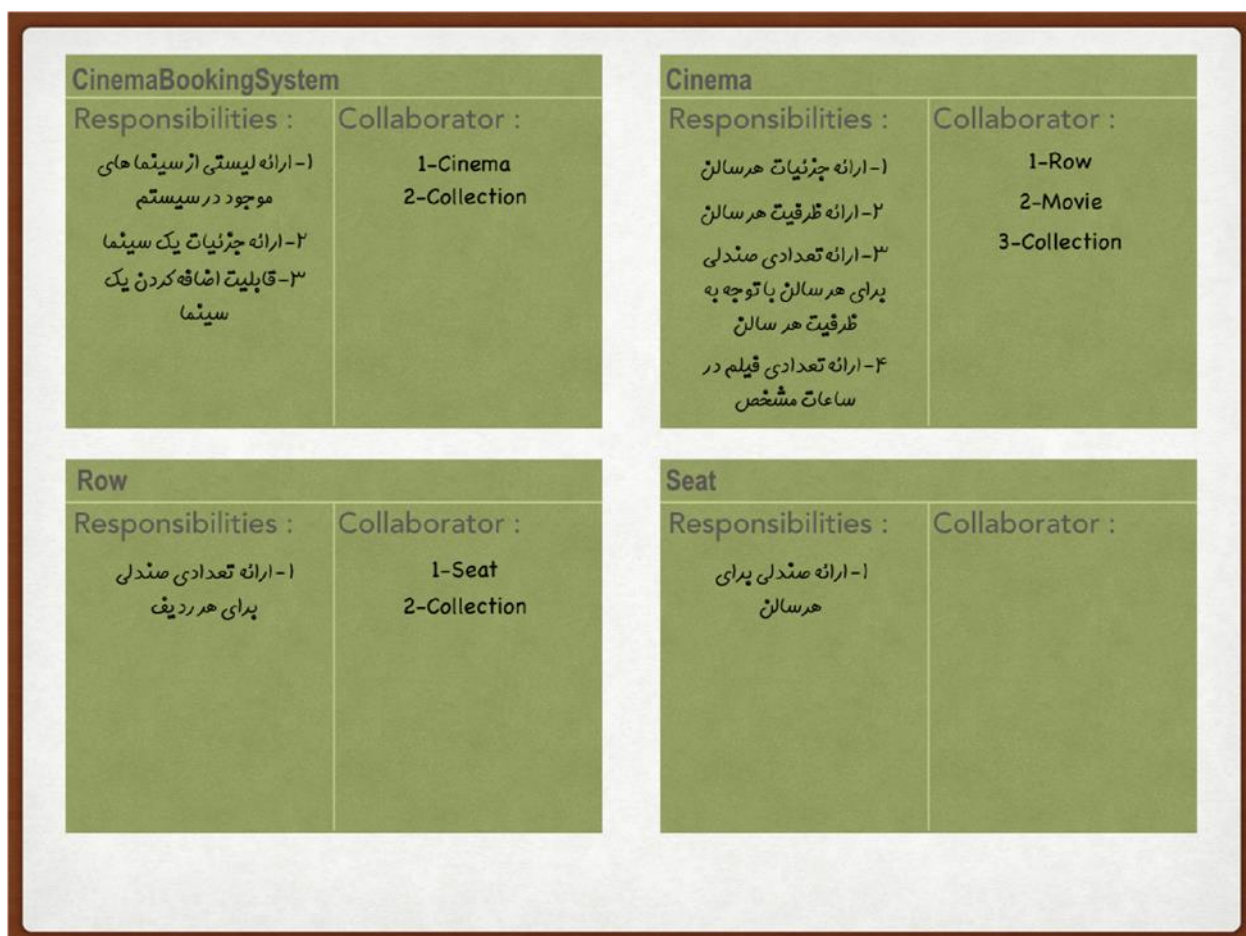 CinemaBookingSystem
Responsibilities :
۱-ارائه لیستی از سینما های
موجود در سیستم
۲-ارائه جزئیات یک سینما
۳-قابلیت اضافه کردن یک
سینما
Collaborator :
1-Cinema
2-Collection
Cinema
Responsibilities :
۱-ارائه جزئیات هر سالن
۲-ارائه ظرفیت هر سالن
۳-ارائه تعدادی صندلی
برای هر سالن با توجه به
ظرفیت هر سالن
۴-ارائه تعدادی فیلم در
ساعات مشخص
Collaborator :
1-Row
2-Movie
3-Collection
Row
Responsibilities :
۱-ارائه تعدادی صندلی
برای هر ردیف
Collaborator :
1-Seat
2-Collection
Seat
Responsibilities :
۱-ارائه صندلی برای
هرسالن
Collaborator :